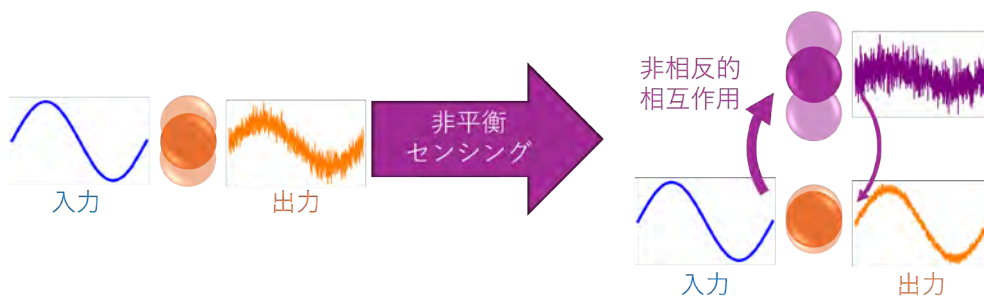 入力
出力
非平衡
センシング
非相反的
相互作用
入力
出力